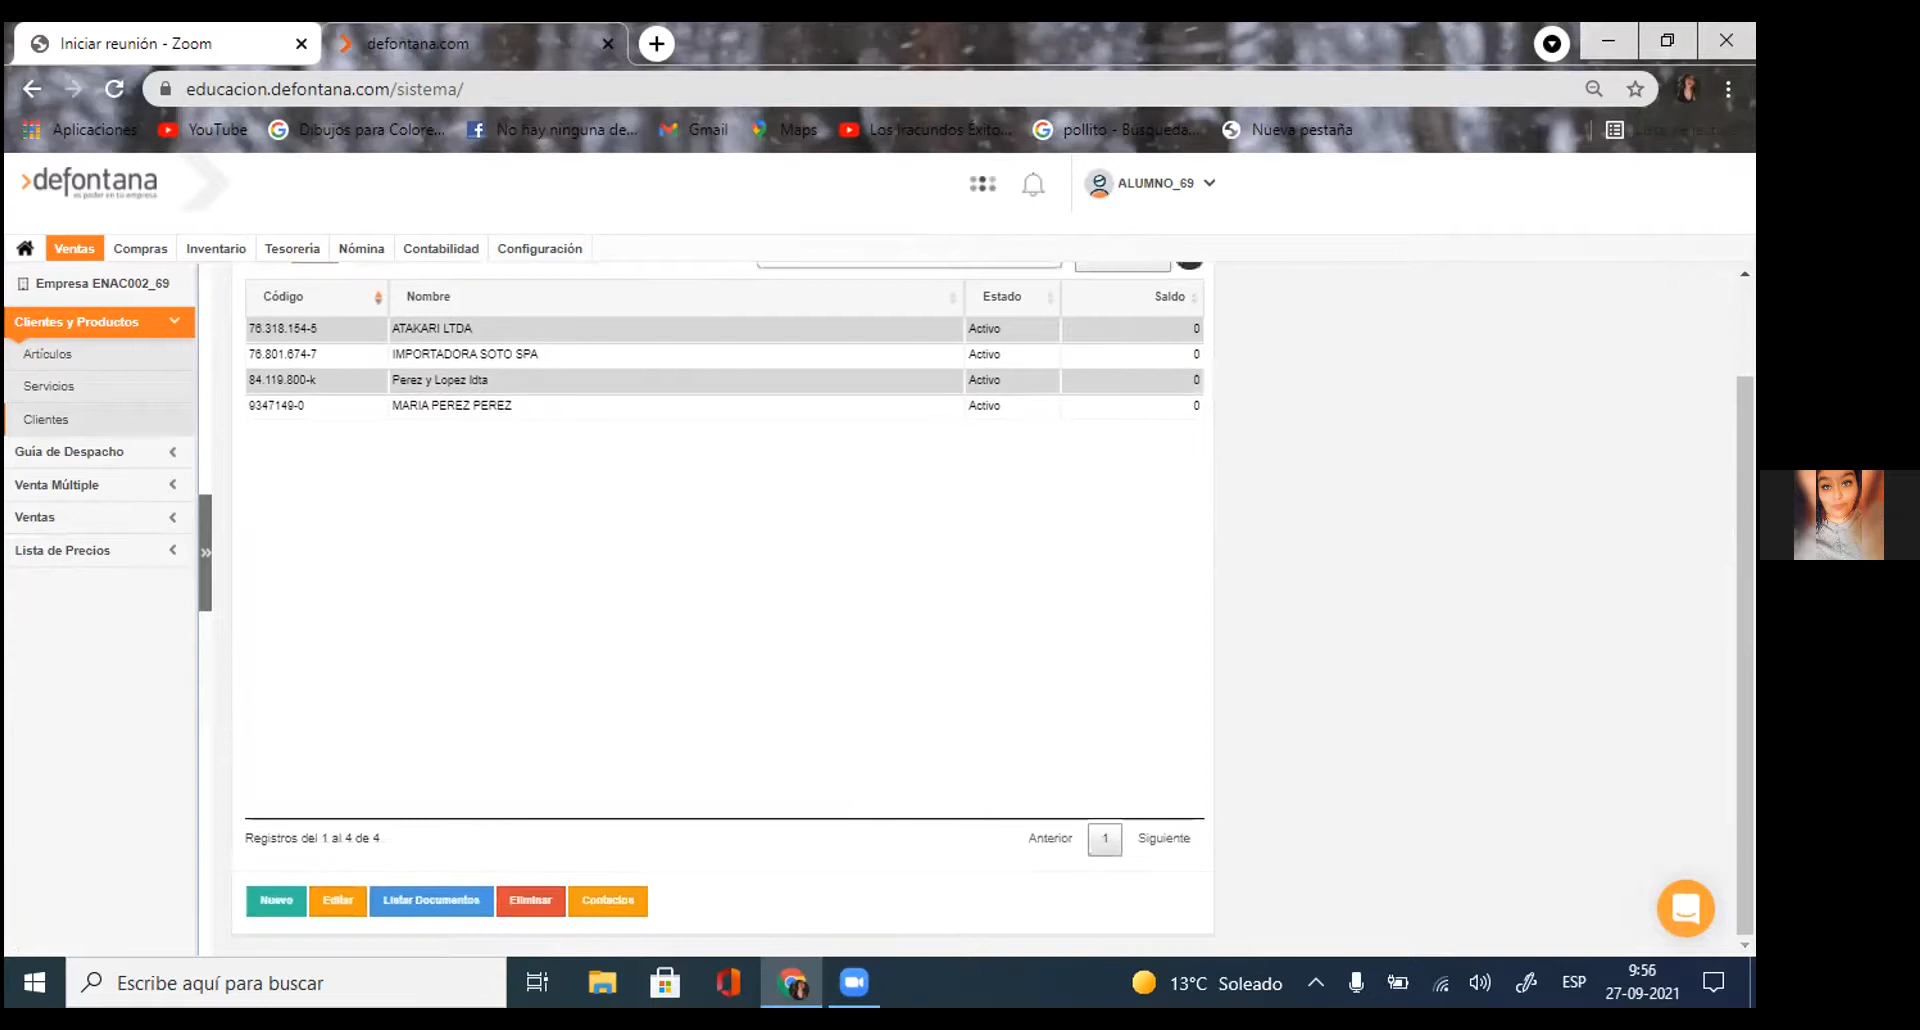 Iniciar reunión - Zoom
defontana.com
educacion.defontana.com/sistema/
Aplicaciones
YouTube
Dibujos para Colore...
No hay ninguna de...
Gmail
Maps
Los Iracundos Éxito...
pollito - Búsqueda...
Nueva pestaña
>defontana
ALUMNO_69
Ventas
Compras
Inventario
Tesorería
Nómina
Contabilidad
Configuración
Empresa ENAC002_69
Clientes y Productos
Artículos
Servicios
Clientes
Guía de Despacho
Venta Múltiple
Ventas
Lista de Precios
Código Nombre Estado Saldo
76.318.154-5 ATAKARI LTDA Activo 0
76.801.674-7 IMPORTADORA SOTO SPA Activo 0
84.119.800-k Perez y Lopez ldta Activo 0
9347149-0 MARIA PEREZ PEREZ Activo 0
Registros del 1 al 4 de 4
Anterior 1 Siguiente
Nuevo
Editar
Listar Documentos
Eliminar
Contactos
Escribe aquí para buscar
13°C Soleado
ESP
9:56
27-09-2021